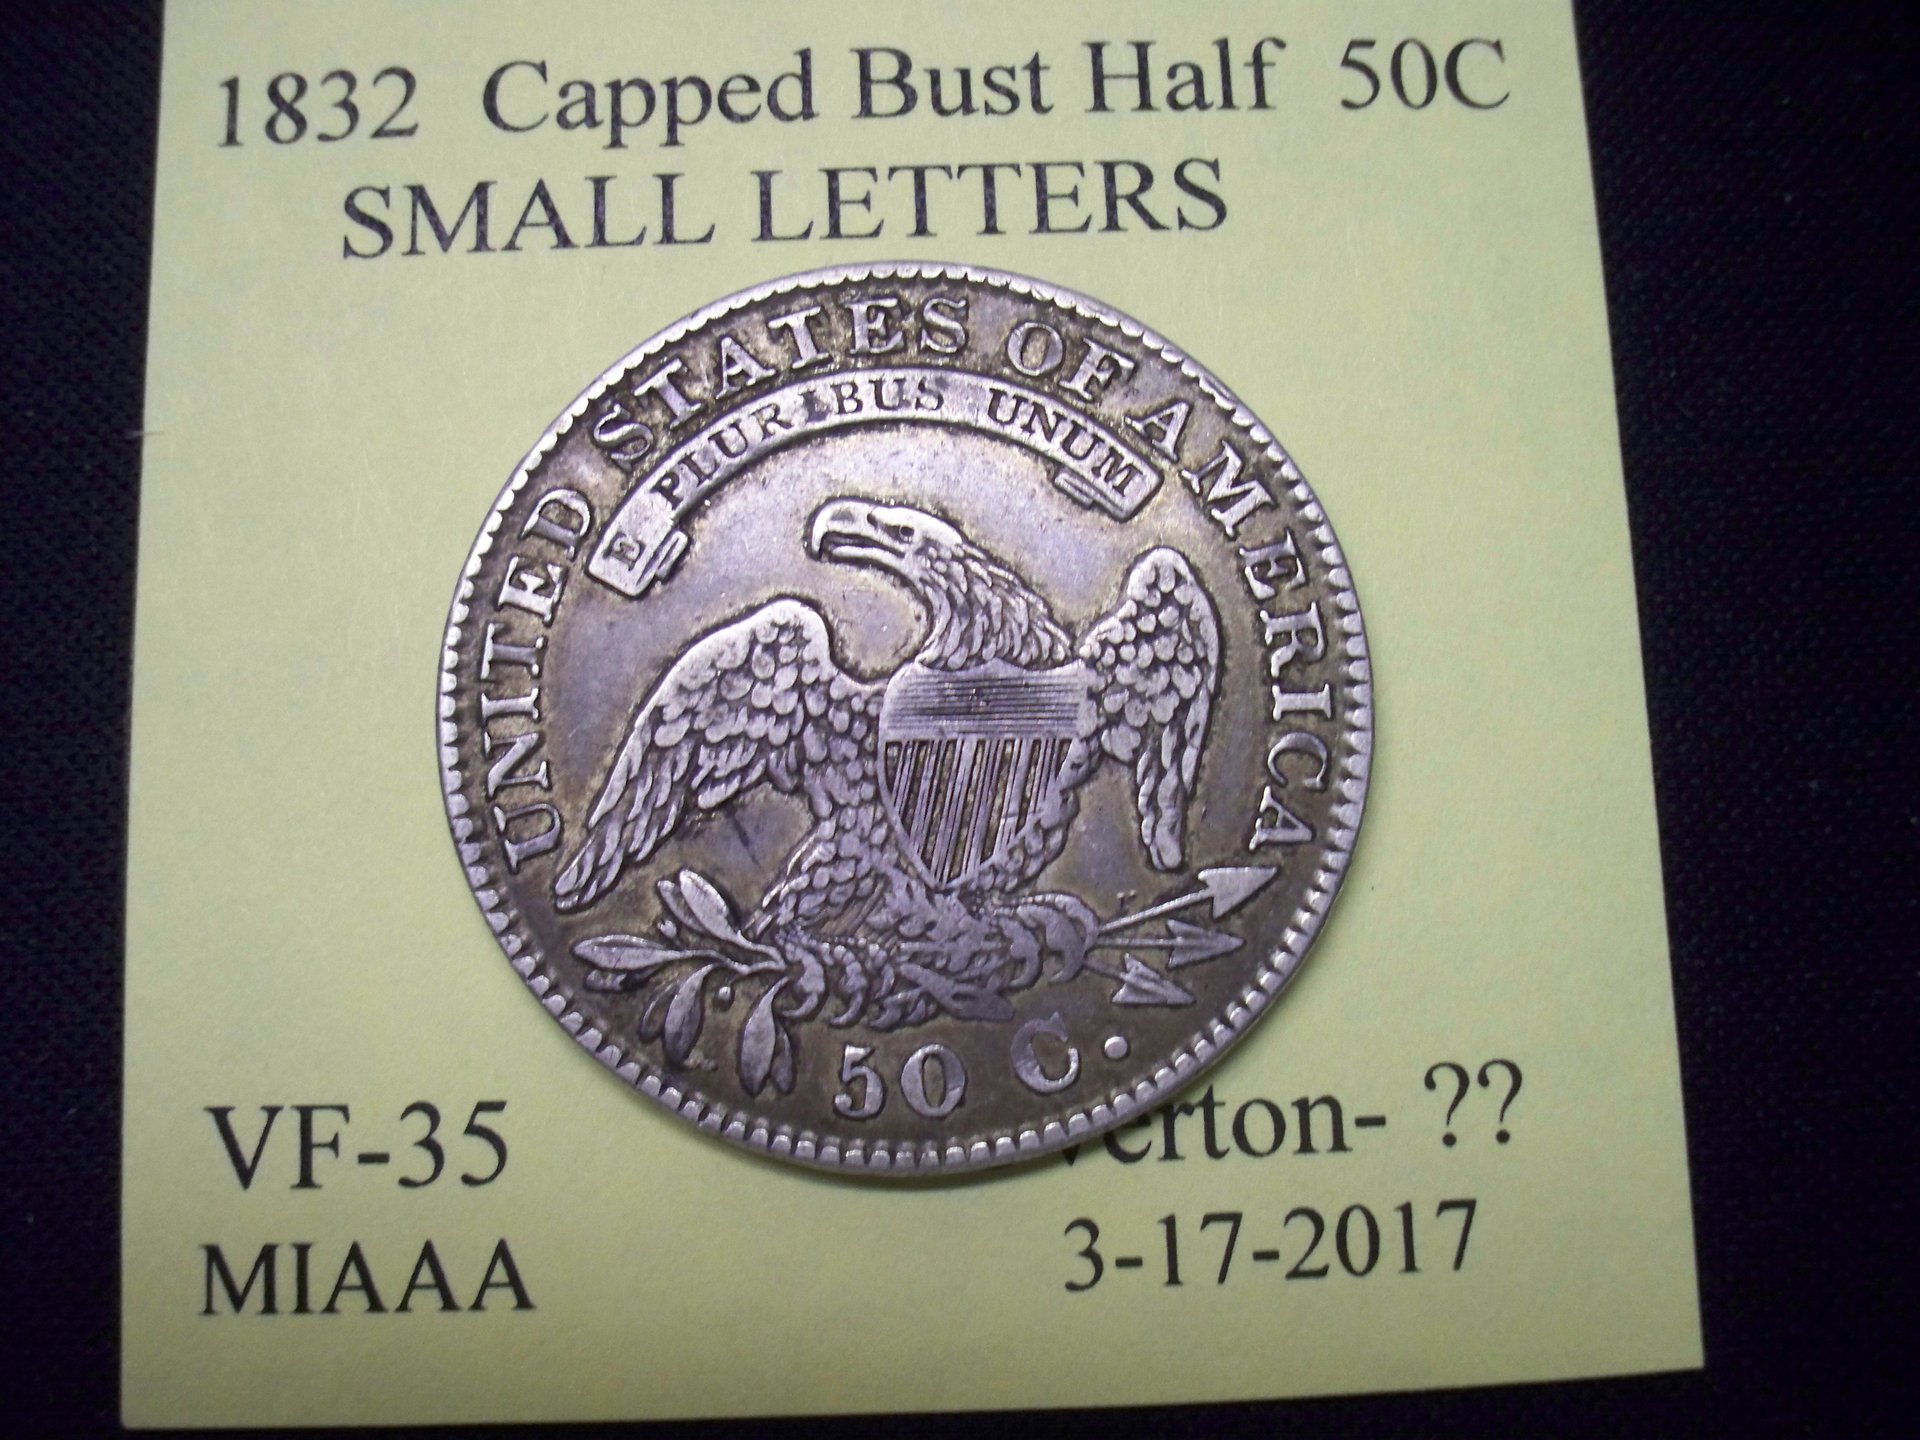 1832 Capped Bust Half 50C
SMALL LETTERS
UNITED STATES OF AMERICA
E PLURIBUS UNUM
50 C.
VF-35
erton- ??
MIAAA
3-17-2017